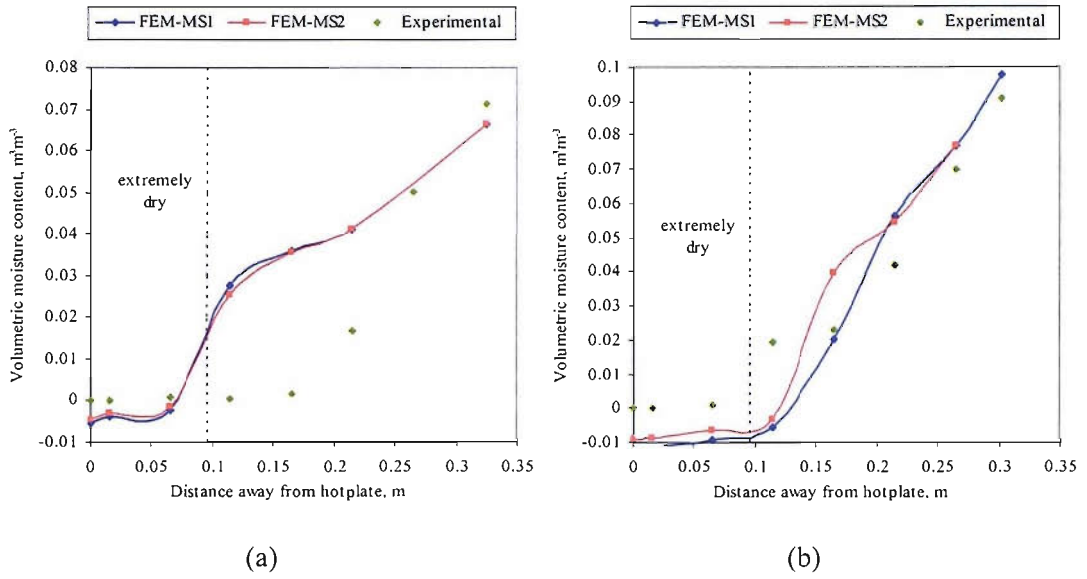 FEM-MS1 FEM-MS2 Experimental
0.08
0.07
0.06
0.05
0.04
0.03
0.02
0.01
0
-0.01
Volumetric moisture content, m³m⁻³
extremely
dry
0 0.05 0.1 0.15 0.2 0.25 0.3 0.35
Distance away from hotplate, m
(a)
FEM-MS1 FEM-MS2 Experimental
0.1
0.09
0.08
0.07
0.06
0.05
0.04
0.03
0.02
0.01
0
-0.01
Volumetric moisture content, m³m⁻³
extremely
dry
0 0.05 0.1 0.15 0.2 0.25 0.3 0.35
Distance away from hotplate, m
(b)